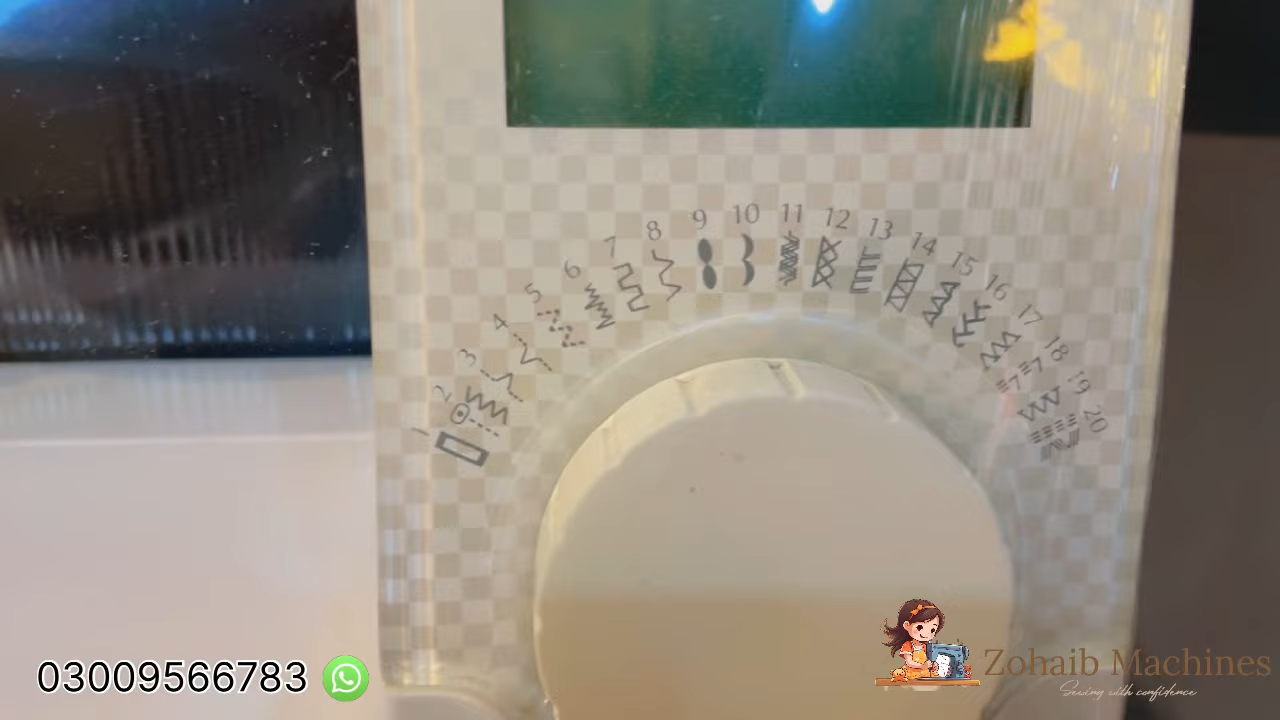 1 2 3 4 5 6 7 8 9 10 11 12 13 14 15 16 17 18 19 20
03009566783
Zohaib Machines
Sewing with confidence